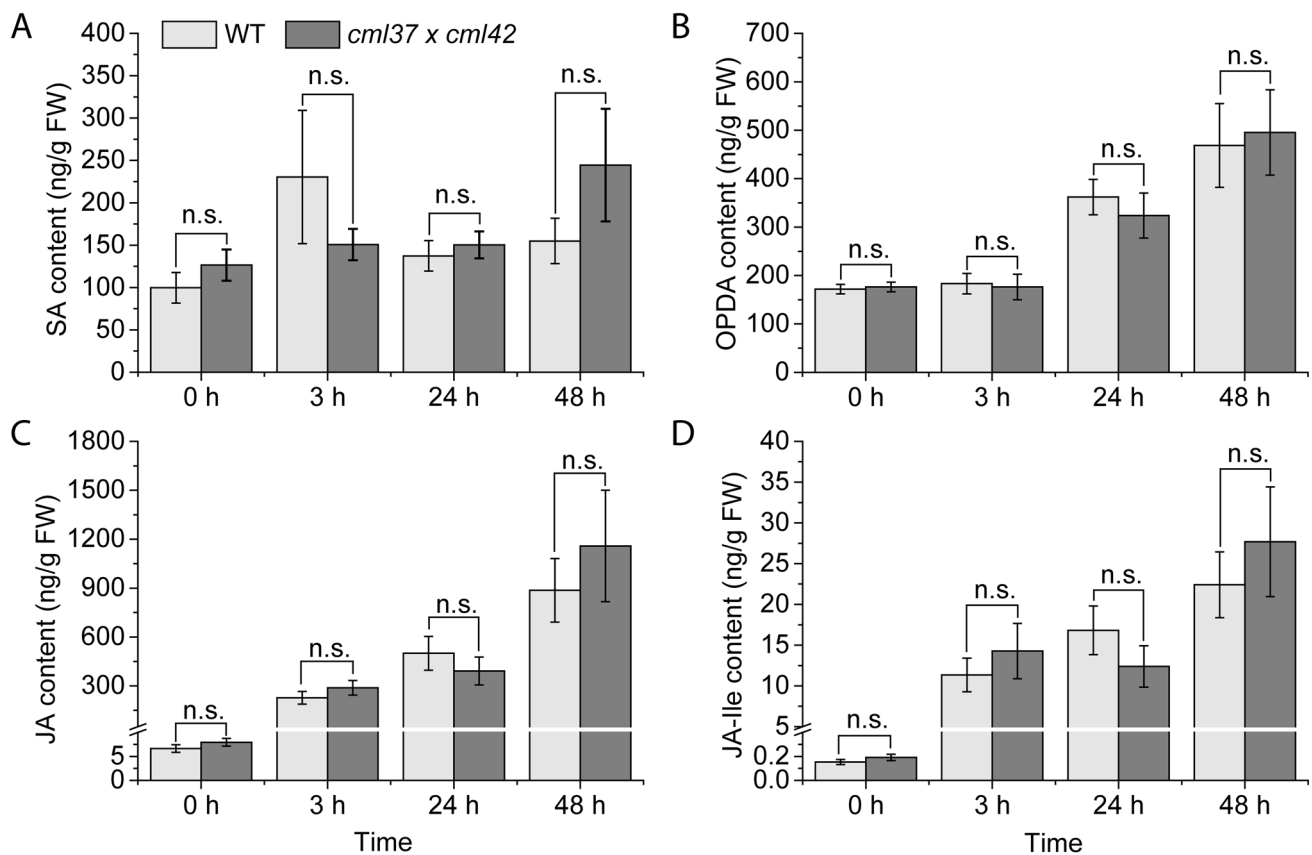 A
SA content (ng/g FW)
400
350
300
250
200
150
100
50
0
WT
cml37 x cml42
n.s.
n.s.
n.s.
n.s.
0 h
3 h
24 h
48 h
B
OPDA content (ng/g FW)
700
600
500
400
300
200
100
0
n.s.
n.s.
n.s.
n.s.
0 h
3 h
24 h
48 h
C
JA content (ng/g FW)
1800
1500
1200
900
600
300
5
0
n.s.
n.s.
n.s.
n.s.
0 h
3 h
24 h
48 h
Time
D
JA-Ile content (ng/g FW)
40
35
30
25
20
15
10
5
0.2
0.0
n.s.
n.s.
n.s.
n.s.
0 h
3 h
24 h
48 h
Time